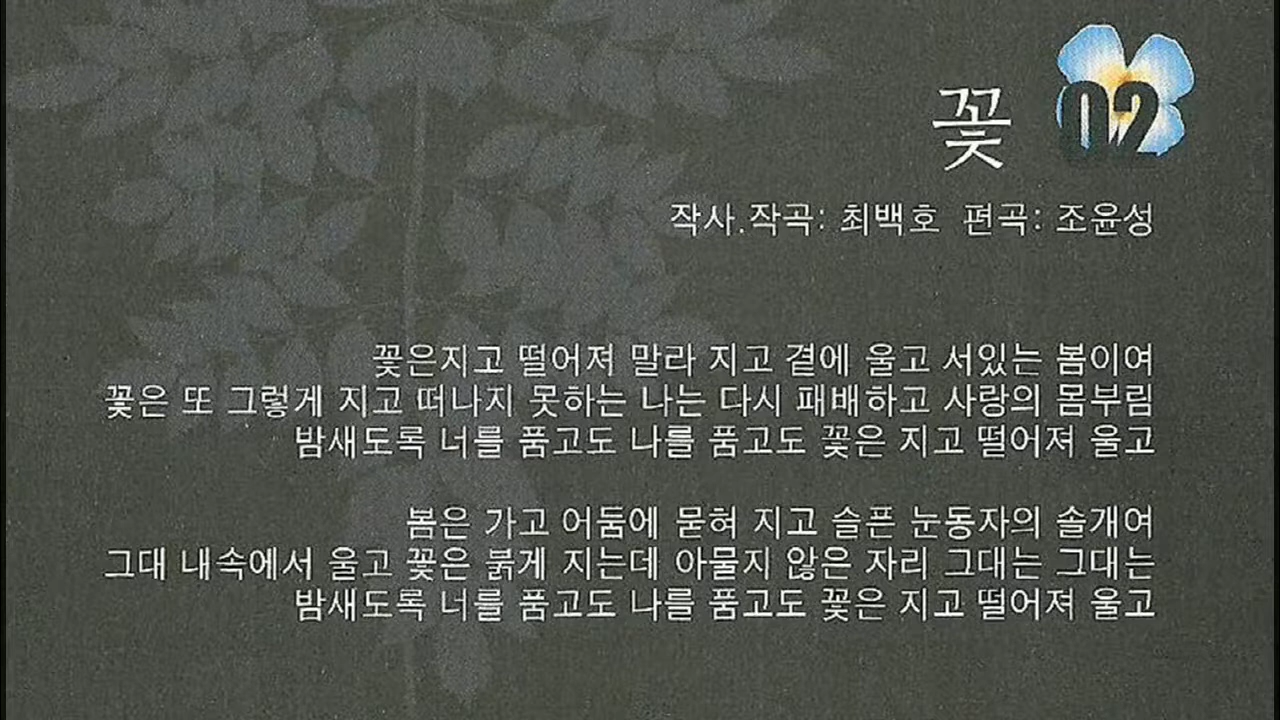 꽃 02
작사.작곡: 최백호 편곡: 조윤성
꽃은지고 떨어져 말라 지고 곁에 울고 서있는 봄이여
꽃은 또 그렇게 지고 떠나지 못하는 나는 다시 패배하고 사랑의 몸부림
밤새도록 너를 품고도 나를 품고도 꽃은 지고 떨어져 울고
봄은 가고 어둠에 묻혀 지고 슬픈 눈동자의 솔개여
그대 내속에서 울고 꽃은 붉게 지는데 아물지 않은 자리 그대는 그대는
밤새도록 너를 품고도 나를 품고도 꽃은 지고 떨어져 울고